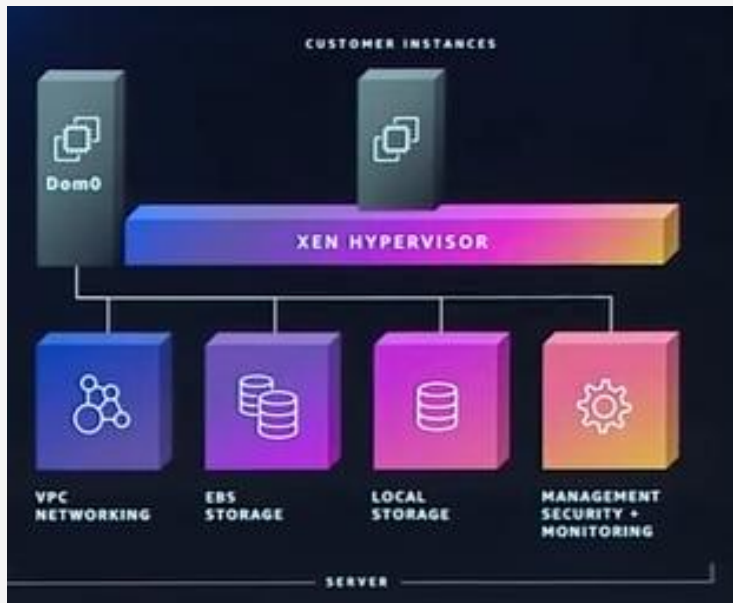 CUSTOMER INSTANCES
Dom0
XEN HYPERVISOR
VPC
NETWORKING
EBS
STORAGE
LOCAL
STORAGE
MANAGEMENT
SECURITY +
MONITORING
SERVER